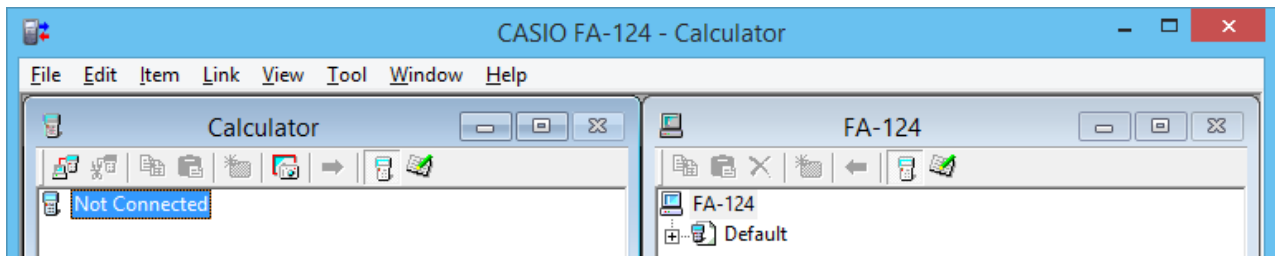 CASIO FA-124 - Calculator
File Edit Item Link View Tool Window Help
Calculator
Not Connected
FA-124
FA-124
Default